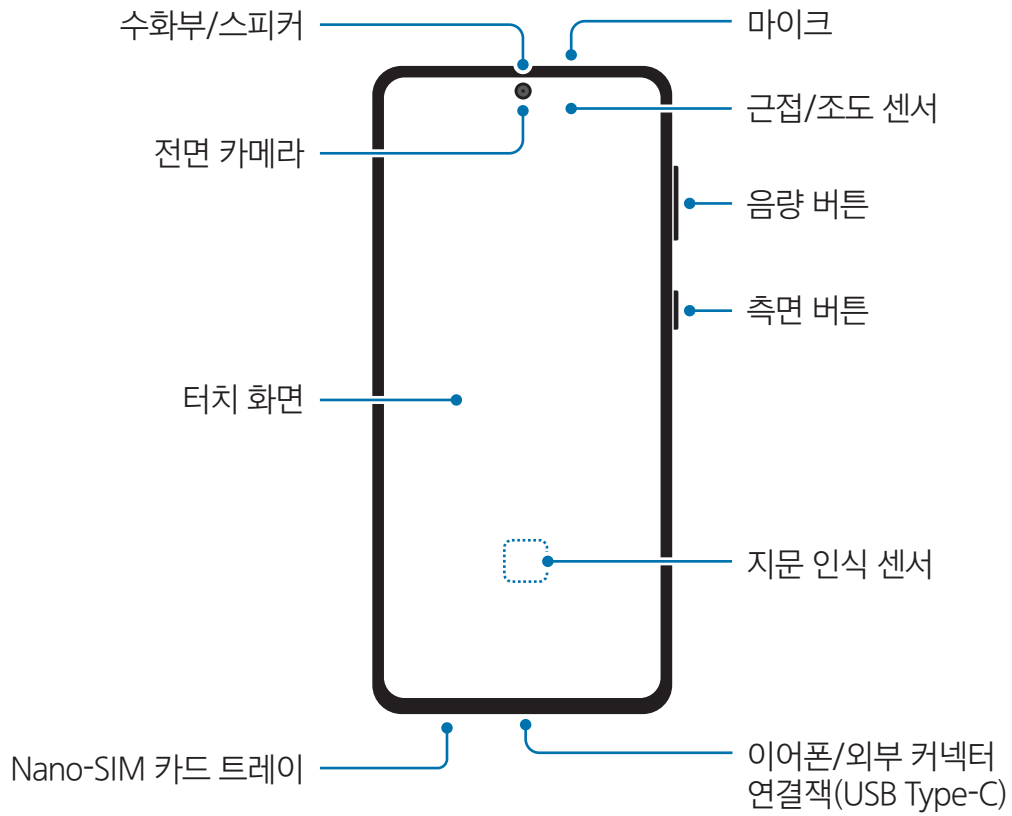 수화부/스피커
마이크
근접/조도 센서
전면 카메라
음량 버튼
측면 버튼
터치 화면
지문 인식 센서
Nano-SIM 카드 트레이
이어폰/외부 커넥터
연결잭(USB Type-C)